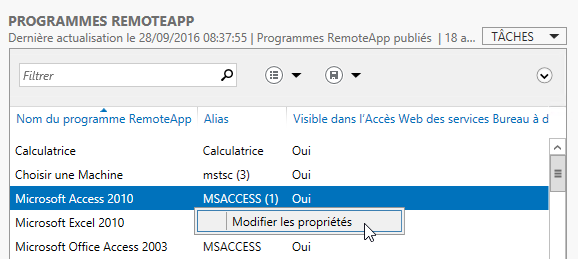 PROGRAMMES REMOTEAPP
Dernière actualisation le 28/09/2016 08:37:55 | Programmes RemoteApp publiés | 18 a... TÂCHES
Filtrer
Nom du programme RemoteApp Alias Visible dans l'Accès Web des services Bureau à d
Calculatrice Calculatrice Oui
Choisir une Machine mstsc (3) Oui
Microsoft Access 2010 MSACCESS (1) Oui
Microsoft Excel 2010 Modifier les propriétés
Microsoft Office Access 2003 MSACCESS Oui